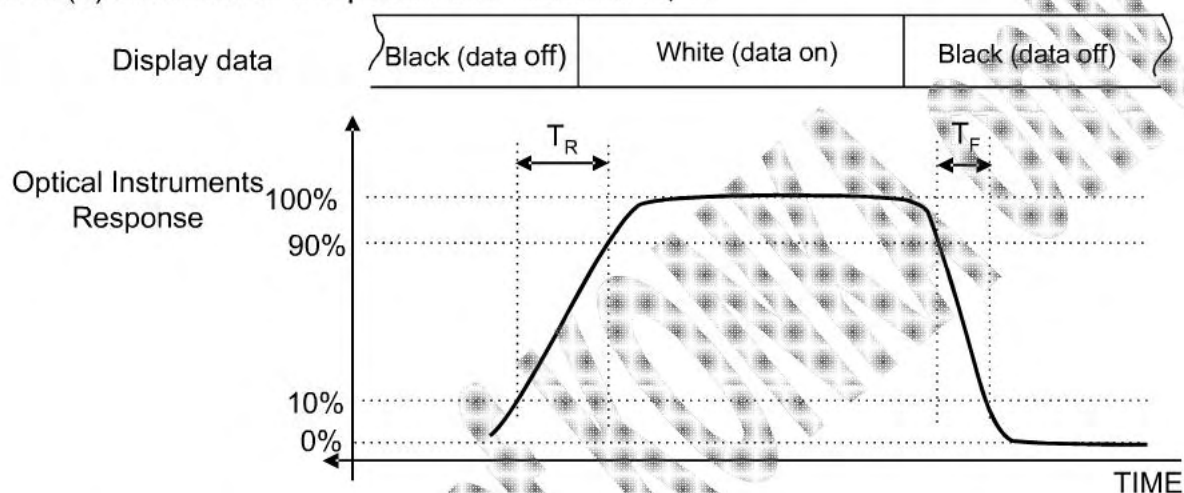 Display data
Black (data off) White (data on) Black (data off)
T_R T_F
Optical Instruments
Response
100%
90%
10%
0%
TIME